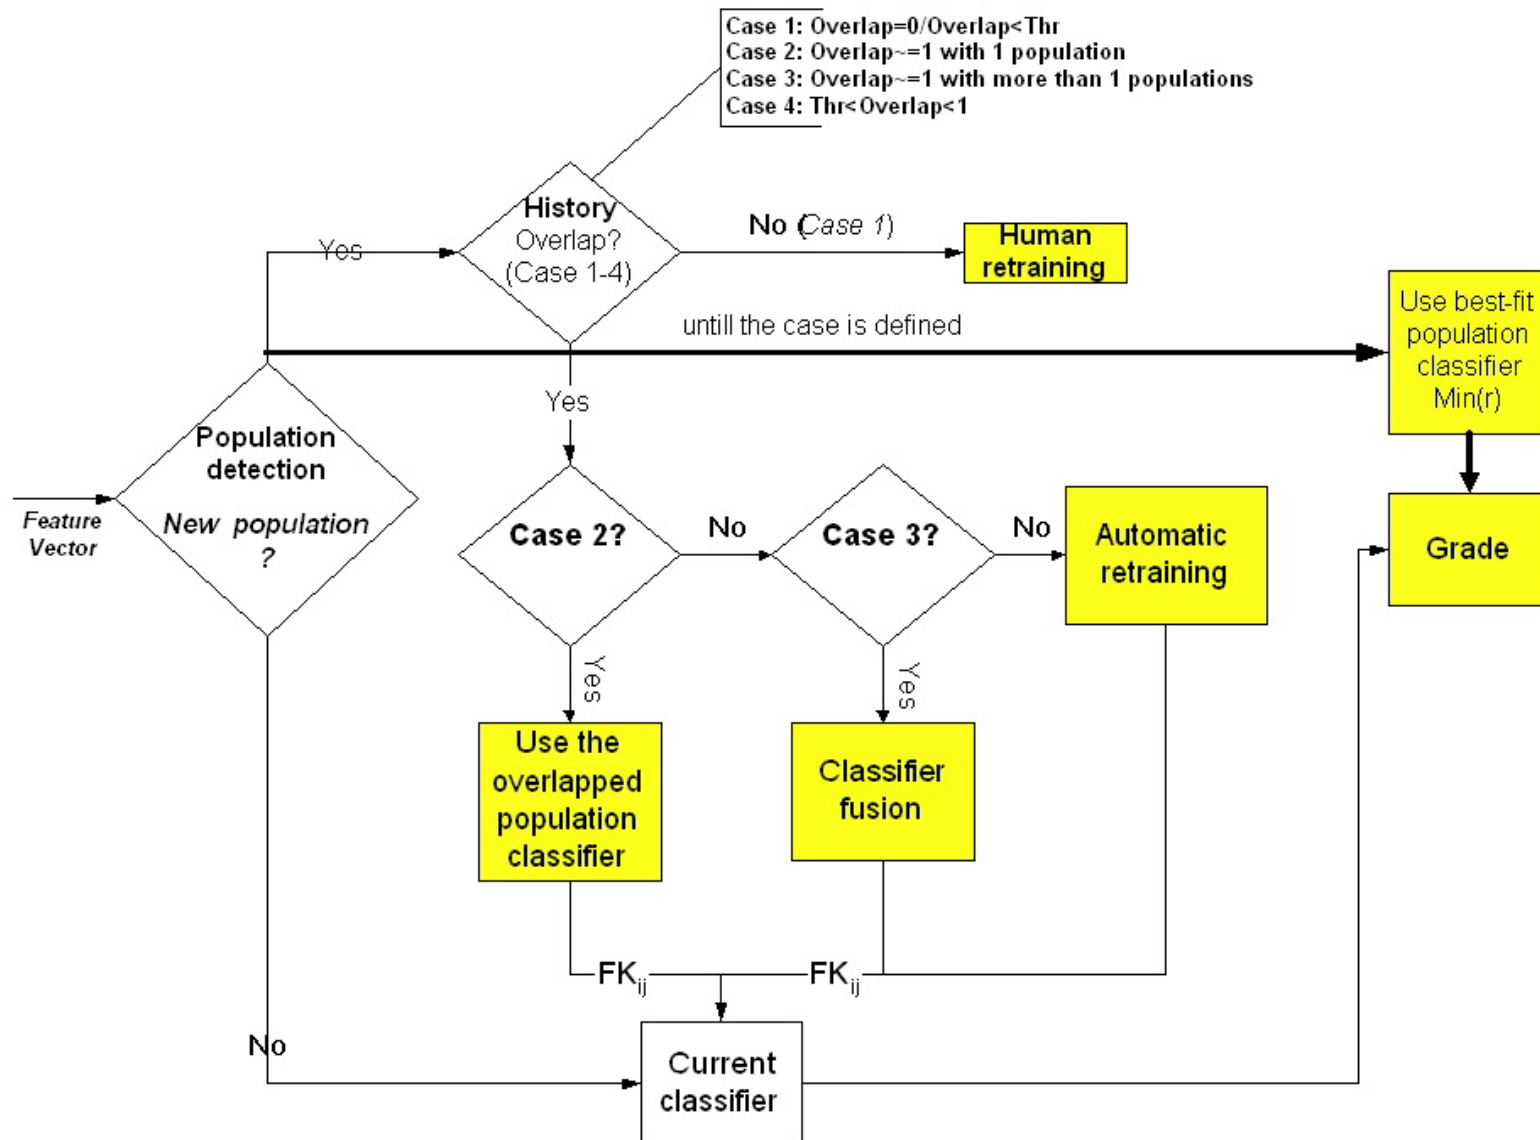 Case 1: Overlap=0/Overlap<Thr
Case 2: Overlap~=1 with 1 population
Case 3: Overlap~=1 with more than 1 populations
Case 4: Thr<Overlap<1
History
Overlap?
(Case 1-4)
Yes
No (Case 1)
Human
retraining
untill the case is defined
Use best-fit
population
classifier
Min(r)
Yes
Population
detection
New population
?
Feature
Vector
Case 2?
No
Case 3?
No
Automatic
retraining
Grade
Yes
Yes
Use the
overlapped
population
classifier
Classifier
fusion
FKij
FKij
No
Current
classifier